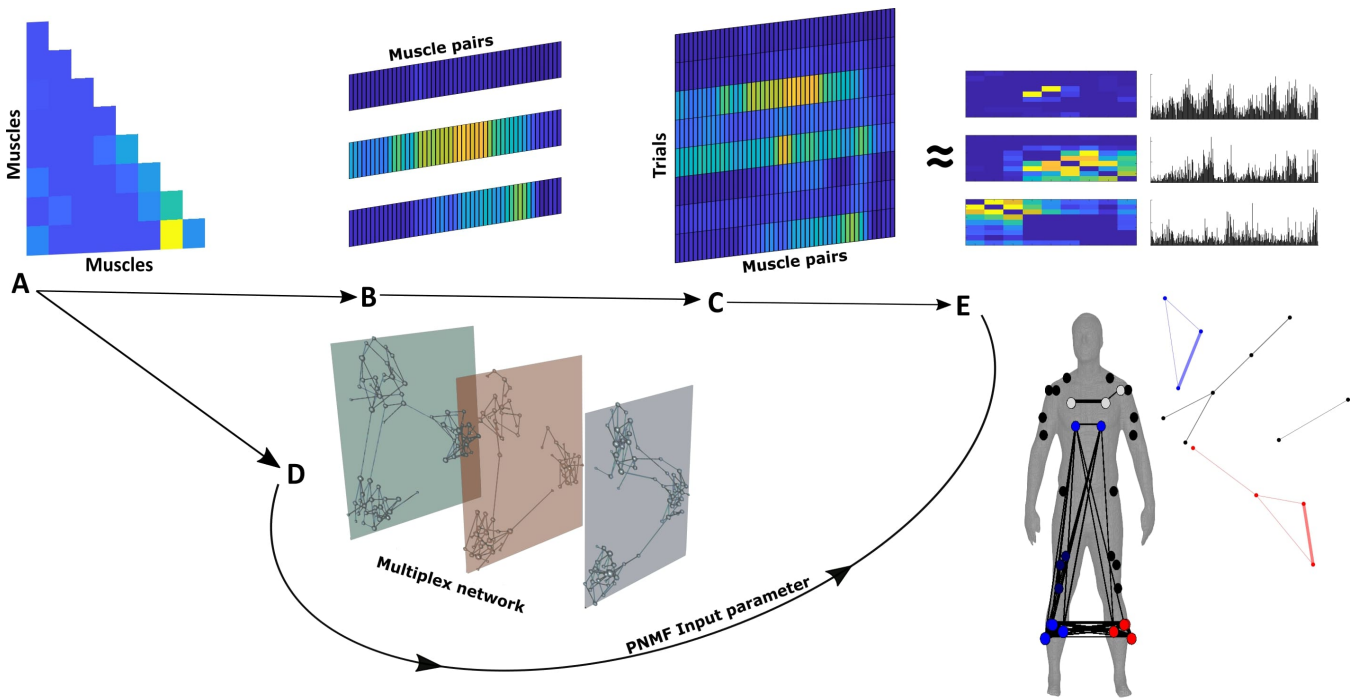 Muscles
Muscles
Muscle pairs
Trials
Muscle pairs
≈
A
B
C
E
D
Multiplex network
PNMF Input parameter